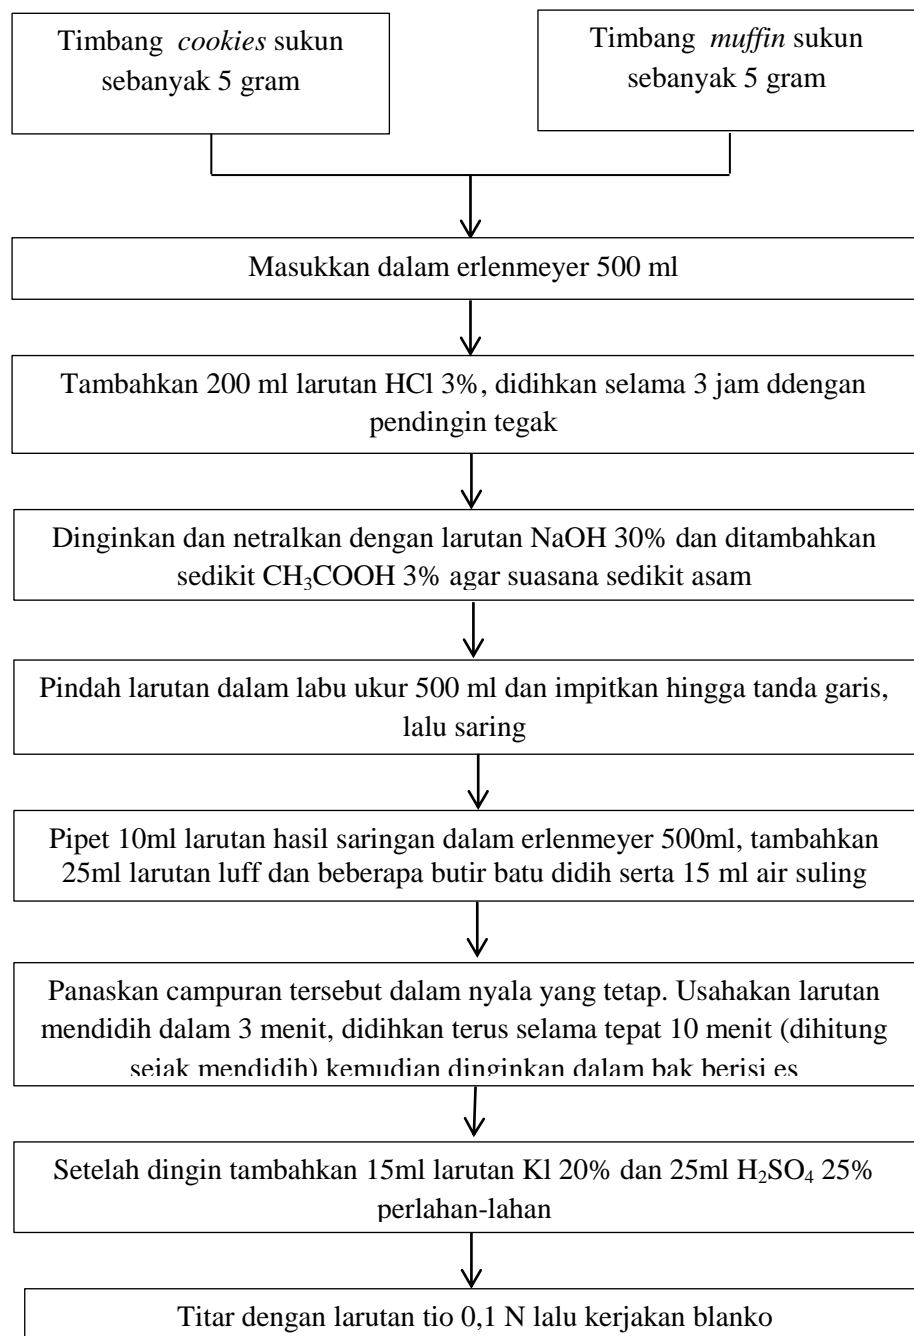 Timbang cookies sukun
sebanyak 5 gram
Timbang muffin sukun
sebanyak 5 gram
Masukkan dalam erlenmeyer 500 ml
Tambahkan 200 ml larutan HCl 3%, didihkan selama 3 jam ddengan
pendingin tegak
Dinginkan dan netralkan dengan larutan NaOH 30% dan ditambahkan
sedikit CH₃COOH 3% agar suasana sedikit asam
Pindah larutan dalam labu ukur 500 ml dan impitkan hingga tanda garis,
lalu saring
Pipet 10ml larutan hasil saringan dalam erlenmeyer 500ml, tambahkan
25ml larutan luff dan beberapa butir batu didih serta 15 ml air suling
Panaskan campuran tersebut dalam nyala yang tetap. Usahakan larutan
mendidih dalam 3 menit, didihkan terus selama tepat 10 menit (dihitung
sejak mendidih) kemudian dinginkan dalam bak berisi es
Setelah dingin tambahkan 15ml larutan Kl 20% dan 25ml H₂SO₄ 25%
perlahan-lahan
Titar dengan larutan tio 0,1 N lalu kerjakan blanko